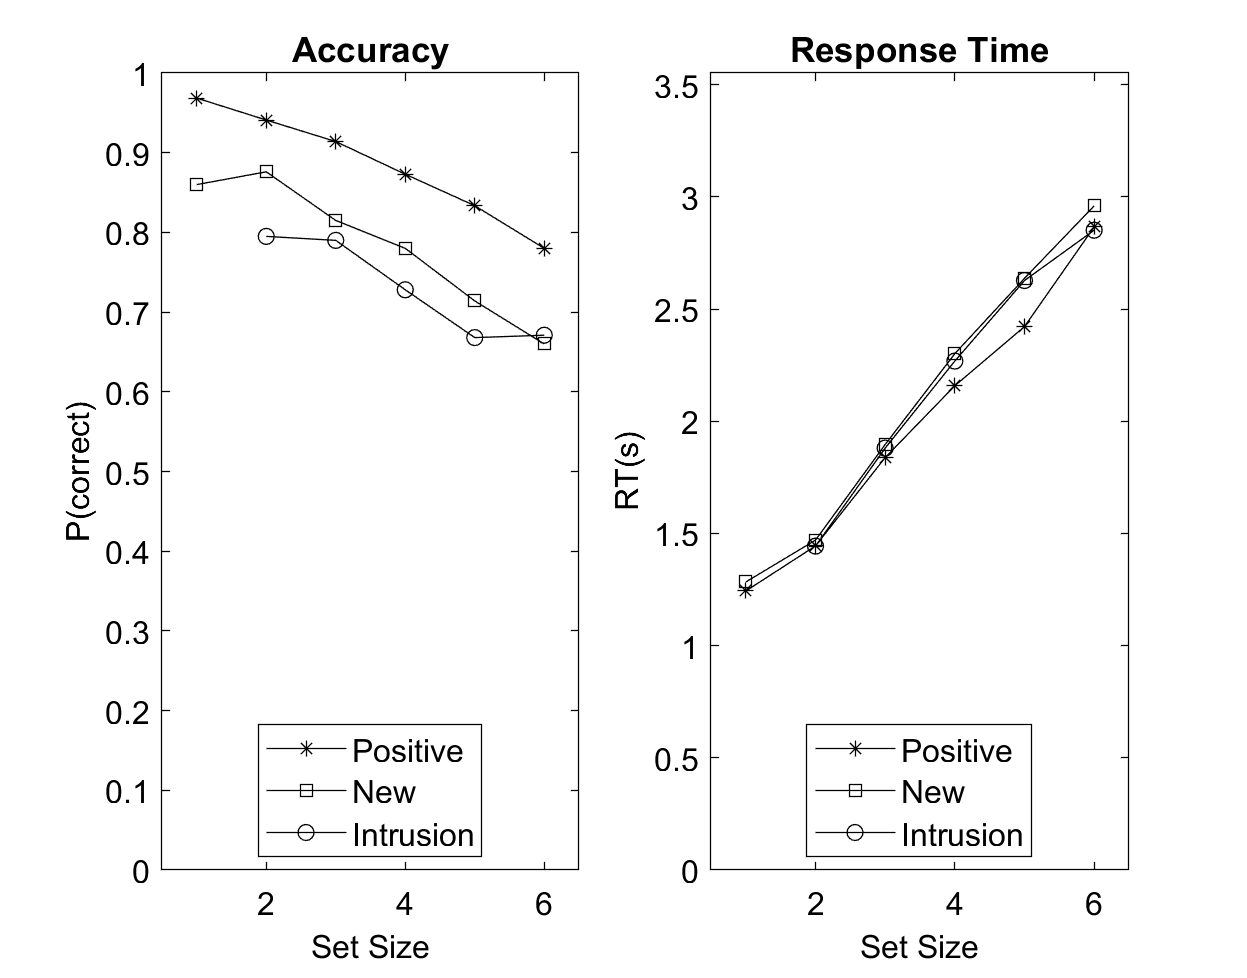 Accuracy
P(correct)
1
0.9
0.8
0.7
0.6
0.5
0.4
0.3
0.2
0.1
0
Positive
New
Intrusion
2 4 6
Set Size
Response Time
RT(s)
3.5
3
2.5
2
1.5
1
0.5
0
Positive
New
Intrusion
2 4 6
Set Size